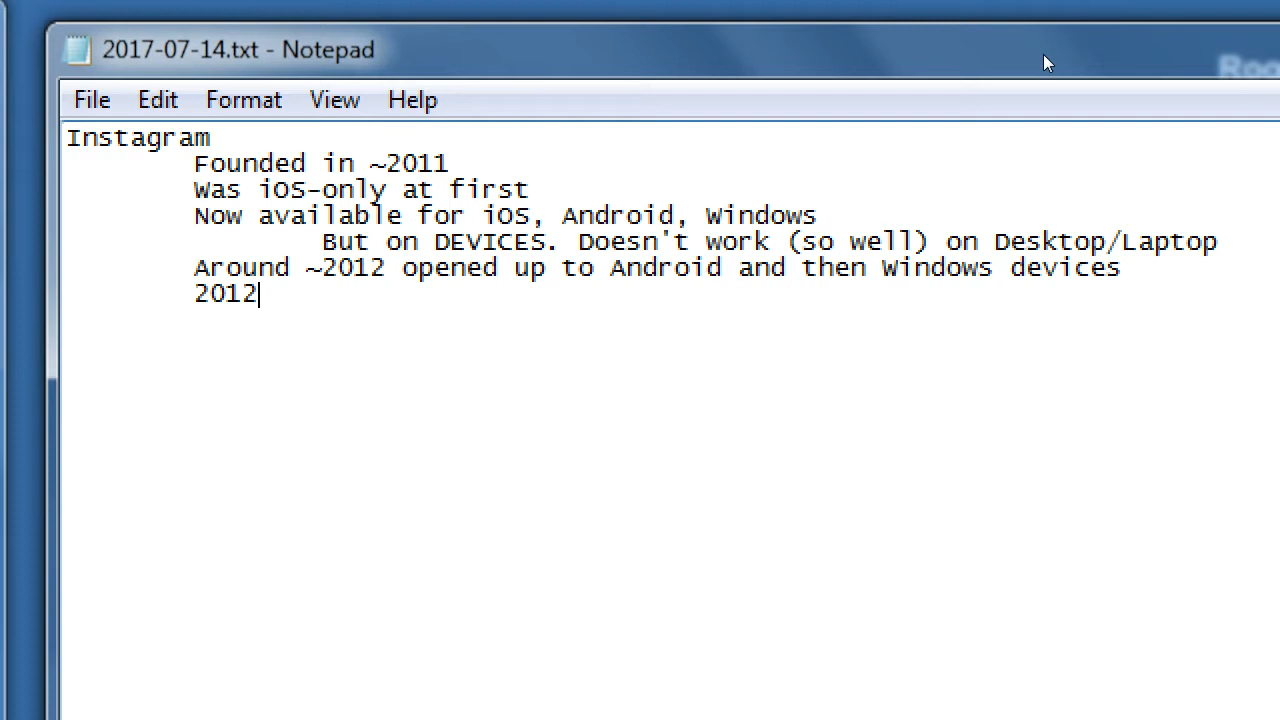 2017-07-14.txt - Notepad
File Edit Format View Help
Instagram
Founded in ~2011
Was iOS-only at first
Now available for iOS, Android, Windows
But on DEVICES. Doesn't work (so well) on Desktop/Laptop
Around ~2012 opened up to Android and then Windows devices
2012